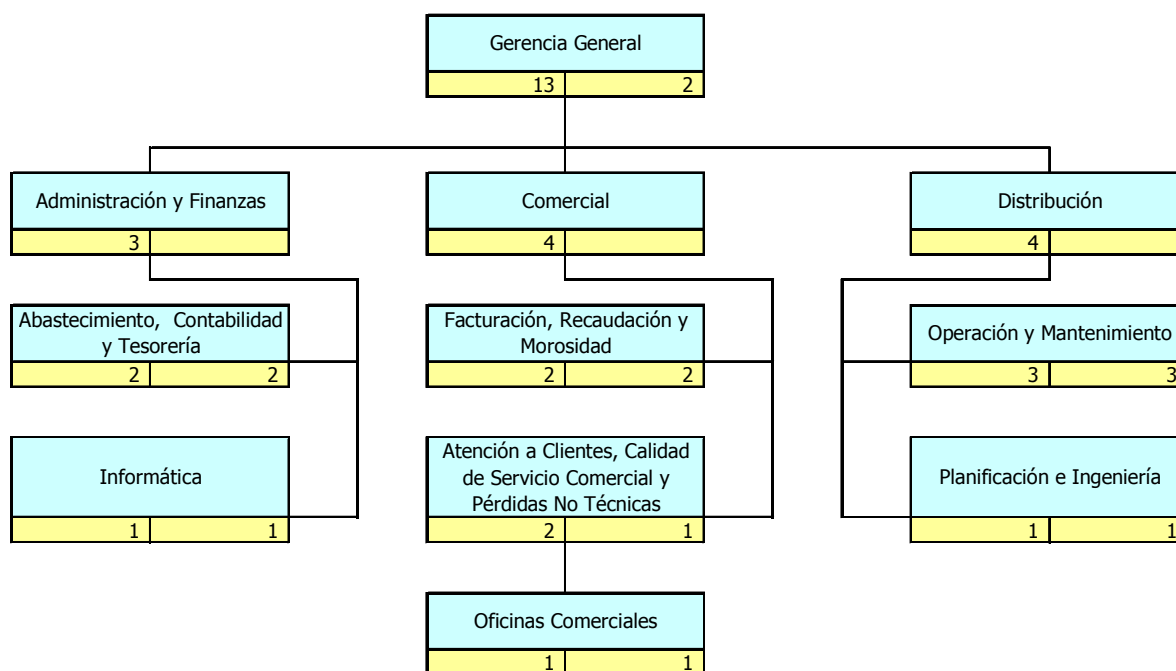 Gerencia General
13 2
Administración y Finanzas
3
Comercial
4
Distribución
4
Abastecimiento, Contabilidad
y Tesorería
2 2
Facturación, Recaudación y
Morosidad
2 2
Operación y Mantenimiento
3 3
Informática
1 1
Atención a Clientes, Calidad
de Servicio Comercial y
Pérdidas No Técnicas
2 1
Planificación e Ingeniería
1 1
Oficinas Comerciales
1 1